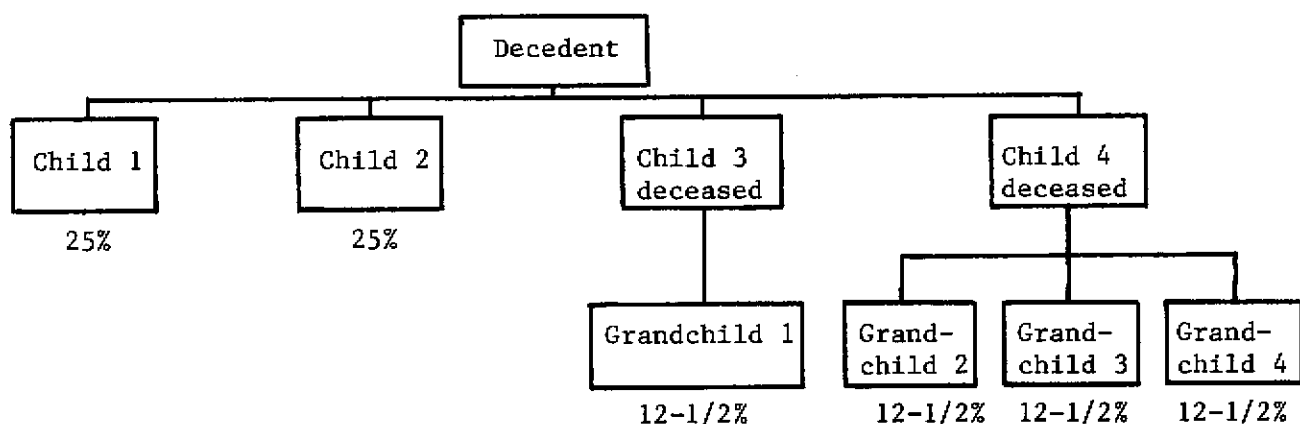 Decedent
Child 1
Child 2
Child 3
deceased
Child 4
deceased
25%
25%
Grandchild 1
Grand-
child 2
Grand-
child 3
Grand-
child 4
12-1/2%
12-1/2%
12-1/2%
12-1/2%